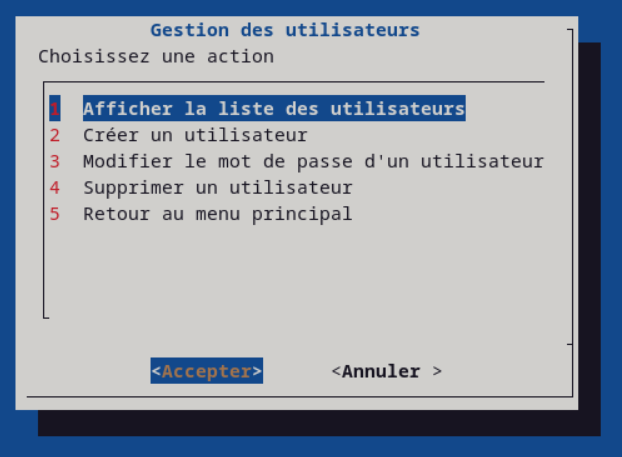 Gestion des utilisateurs
Choisissez une action
1 Afficher la liste des utilisateurs
2 Créer un utilisateur
3 Modifier le mot de passe d'un utilisateur
4 Supprimer un utilisateur
5 Retour au menu principal
<Accepter> <Annuler >